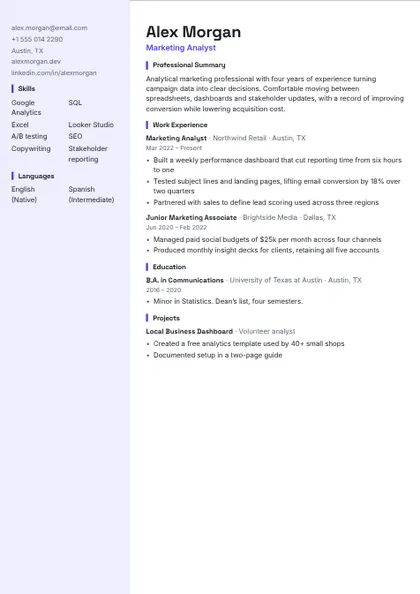 alex.morgan@email.com
+1 555 014 2290
Austin, TX
alexmorgan.dev
linkedin.com/in/alexmorgan
Skills
Google Analytics
SQL
Excel
Looker Studio
A/B testing
SEO
Copywriting
Stakeholder reporting
Languages
English (Native)
Spanish (Intermediate)
Alex Morgan
Marketing Analyst
Professional Summary
Analytical marketing professional with four years of experience turning
campaign data into clear decisions. Comfortable moving between
spreadsheets, dashboards and stakeholder updates, with a record of improving
conversion while lowering acquisition cost.
Work Experience
Marketing Analyst · Northwind Retail · Austin, TX
Mar 2022 – Present
• Built a weekly performance dashboard that cut reporting time from six hours
to one
• Tested subject lines and landing pages, lifting email conversion by 18% over
two quarters
• Partnered with sales to define lead scoring used across three regions
Junior Marketing Associate · Brightside Media · Dallas, TX
Jun 2020 – Feb 2022
• Managed paid social budgets of $25k per month across four channels
• Produced monthly insight decks for clients, retaining all five accounts
Education
B.A. in Communications · University of Texas at Austin · Austin, TX
2016 – 2020
• Minor in Statistics. Dean's list, four semesters.
Projects
Local Business Dashboard · Volunteer analyst
• Created a free analytics template used by 40+ small shops
• Documented setup in a two-page guide